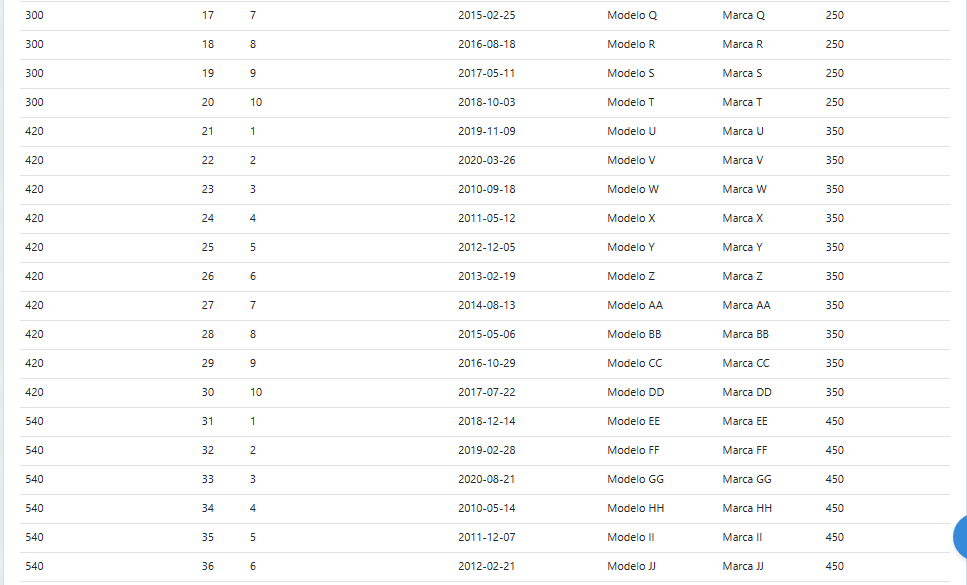 300 17 7 2015-02-25 Modelo Q Marca Q 250
300 18 8 2016-08-18 Modelo R Marca R 250
300 19 9 2017-05-11 Modelo S Marca S 250
300 20 10 2018-10-03 Modelo T Marca T 250
420 21 1 2019-11-09 Modelo U Marca U 350
420 22 2 2020-03-26 Modelo V Marca V 350
420 23 3 2010-09-18 Modelo W Marca W 350
420 24 4 2011-05-12 Modelo X Marca X 350
420 25 5 2012-12-05 Modelo Y Marca Y 350
420 26 6 2013-02-19 Modelo Z Marca Z 350
420 27 7 2014-08-13 Modelo AA Marca AA 350
420 28 8 2015-05-06 Modelo BB Marca BB 350
420 29 9 2016-10-29 Modelo CC Marca CC 350
420 30 10 2017-07-22 Modelo DD Marca DD 350
540 31 1 2018-12-14 Modelo EE Marca EE 450
540 32 2 2019-02-28 Modelo FF Marca FF 450
540 33 3 2020-08-21 Modelo GG Marca GG 450
540 34 4 2010-05-14 Modelo HH Marca HH 450
540 35 5 2011-12-07 Modelo II Marca II 450
540 36 6 2012-02-21 Modelo JJ Marca JJ 450